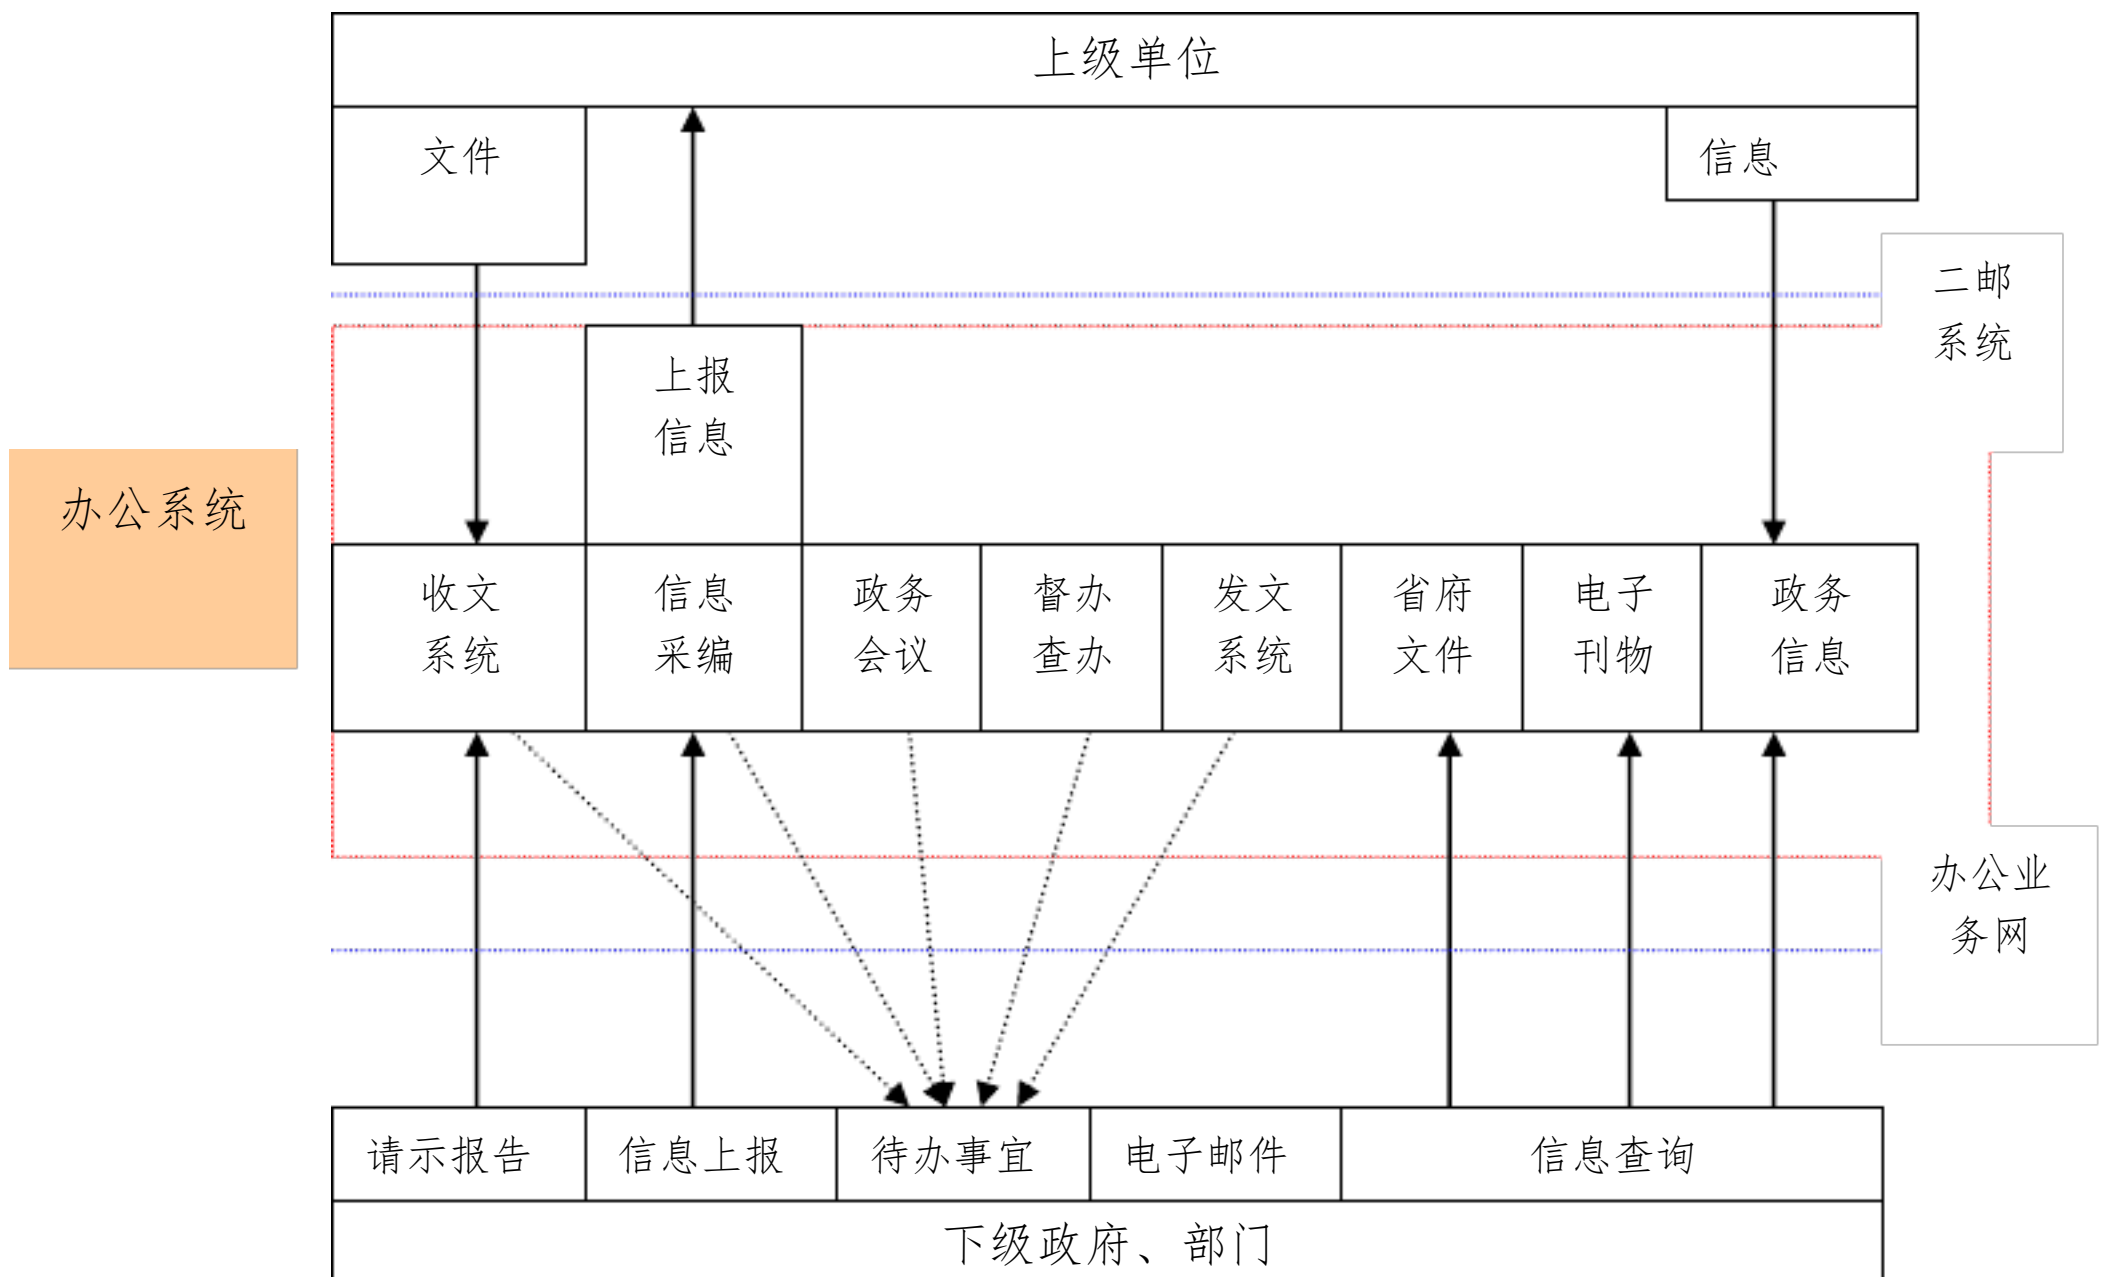 上级单位
文件
信息
二邮
系统
上报
信息
办公系统
收文
系统
信息
采编
政务
会议
督办
查办
发文
系统
省府
文件
电子
刊物
政务
信息
办公业
务网
请示报告
信息上报
待办事宜
电子邮件
信息查询
下级政府、部门